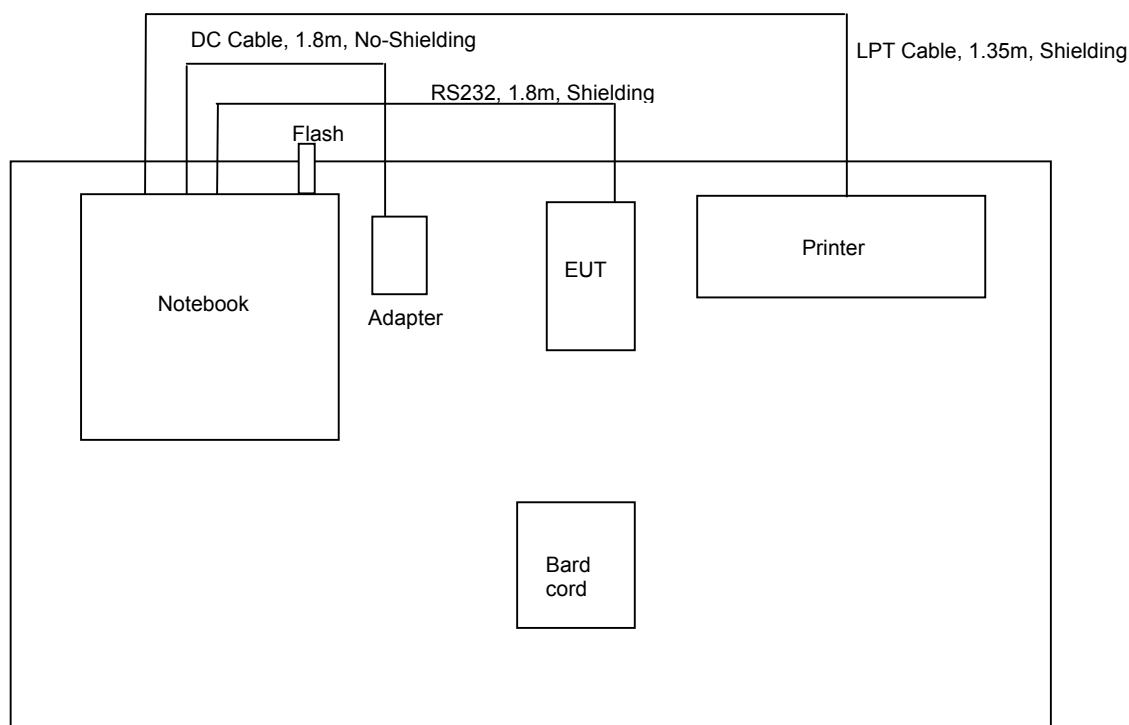 DC Cable, 1.8m, No-Shielding
LPT Cable, 1.35m, Shielding
RS232, 1.8m, Shielding
Flash
Printer
EUT
Notebook
Adapter
Bard
cord